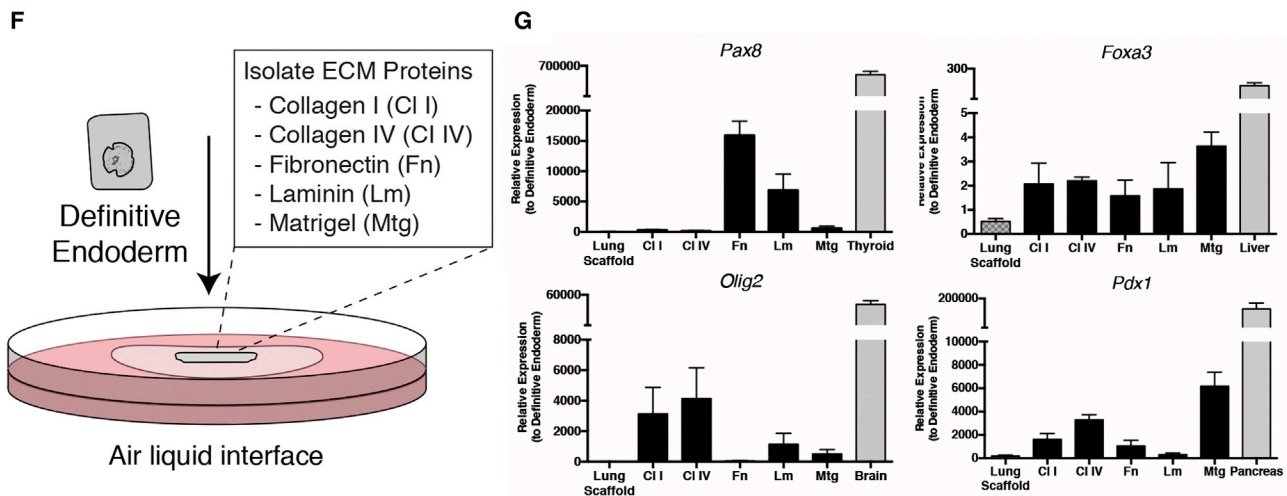 F
Isolate ECM Proteins
- Collagen I (Cl I)
- Collagen IV (Cl IV)
- Fibronectin (Fn)
- Laminin (Lm)
- Matrigel (Mtg)
Definitive
Endoderm
Air liquid interface
G
Pax8
Relative Expression
(to Definitive Endoderm)
700000
20000
15000
10000
5000
0
Lung
Scaffold
Cl I
Cl IV
Fn
Lm
Mtg
Thyroid
Foxa3
Relative Expression
(to Definitive Endoderm)
300
5
4
3
2
1
0
Lung
Scaffold
Cl I
Cl IV
Fn
Lm
Mtg
Liver
Olig2
Relative Expression
(to Definitive Endoderm)
60000
8000
6000
4000
2000
0
Lung
Scaffold
Cl I
Cl IV
Fn
Lm
Mtg
Brain
Pdx1
Relative Expression
(to Definitive Endoderm)
200000
10000
8000
6000
4000
2000
0
Lung
Scaffold
Cl I
Cl IV
Fn
Lm
Mtg
Pancreas